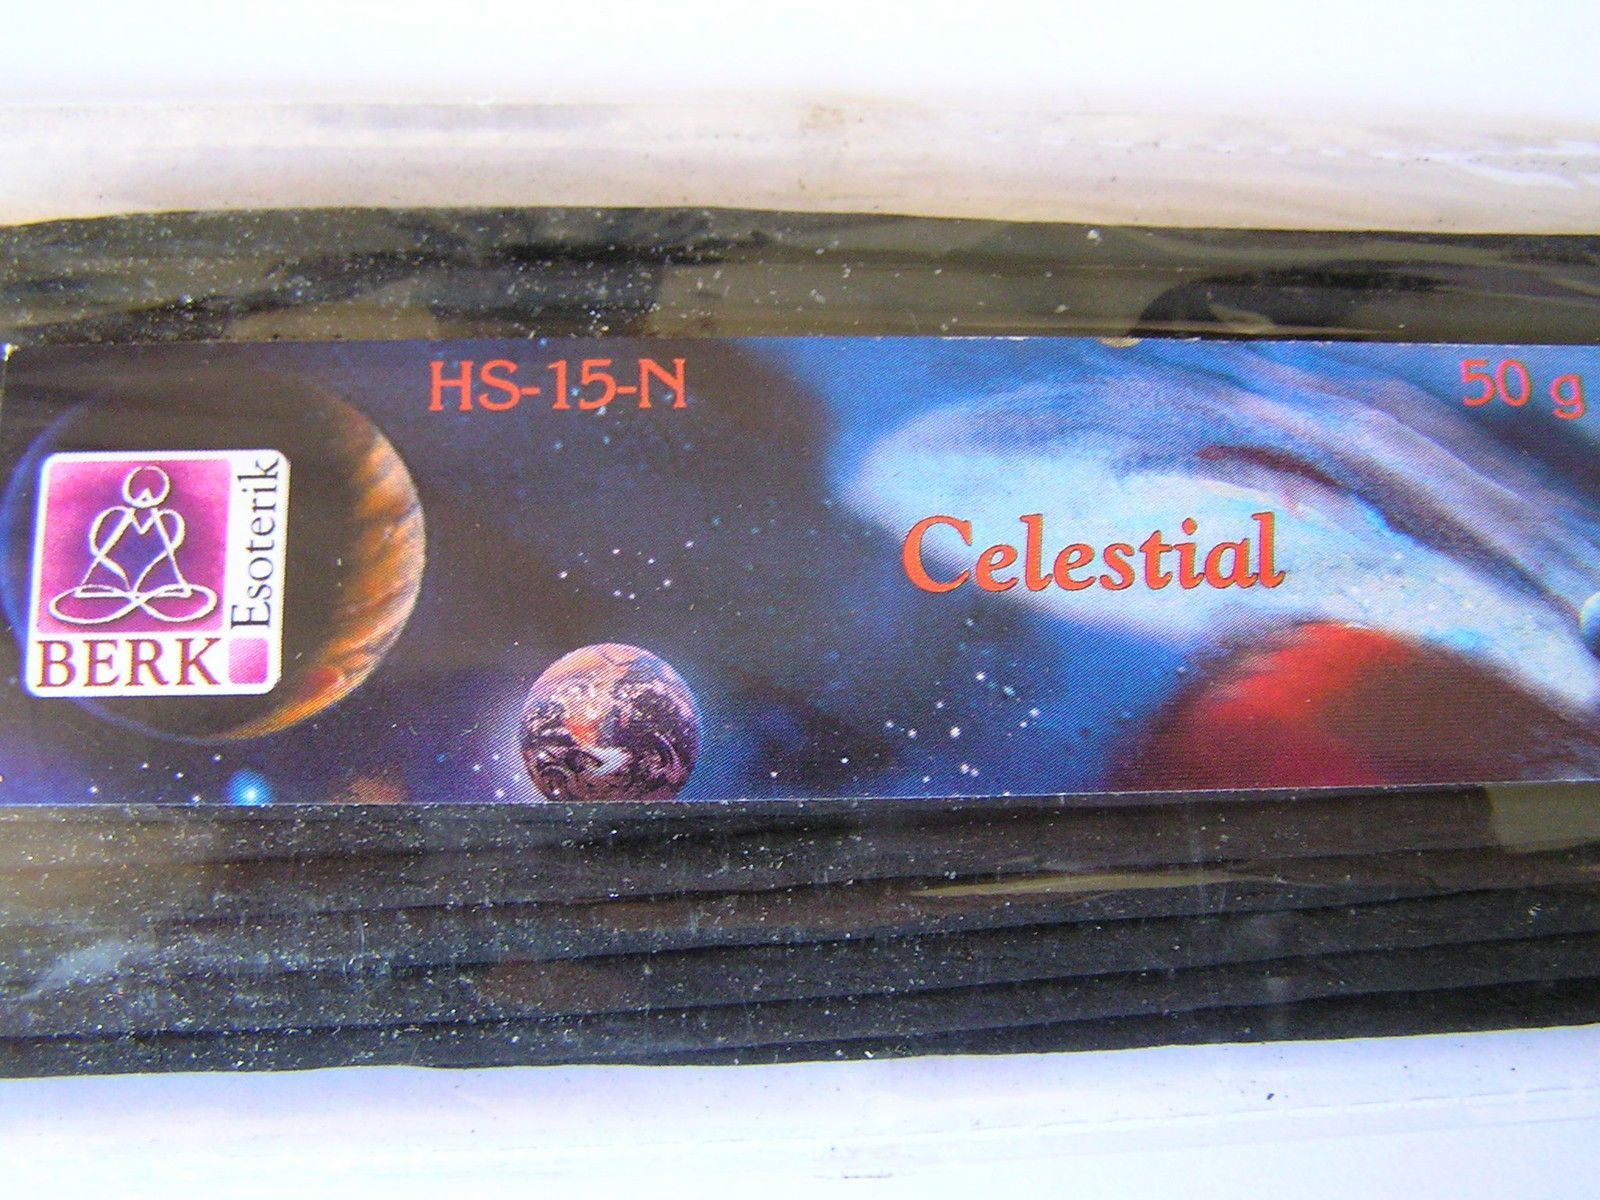 HS-15-N
50 g
Esoterik
BERK
Celestial